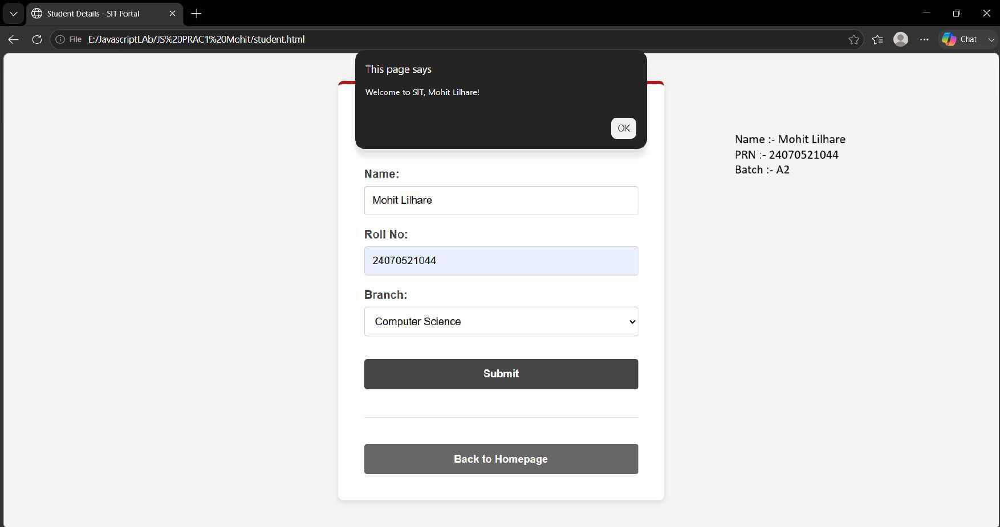 Student Details - SIT Portal
File E:/JavascriptLAb/JS%20PRAC1%20Mohit/student.html
Chat
This page says
Welcome to SIT, Mohit Lilhare!
OK
Name :- Mohit Lilhare
PRN :- 24070521044
Batch :- A2
Name:
Mohit Lilhare
Roll No:
24070521044
Branch:
Computer Science
Submit
Back to Homepage